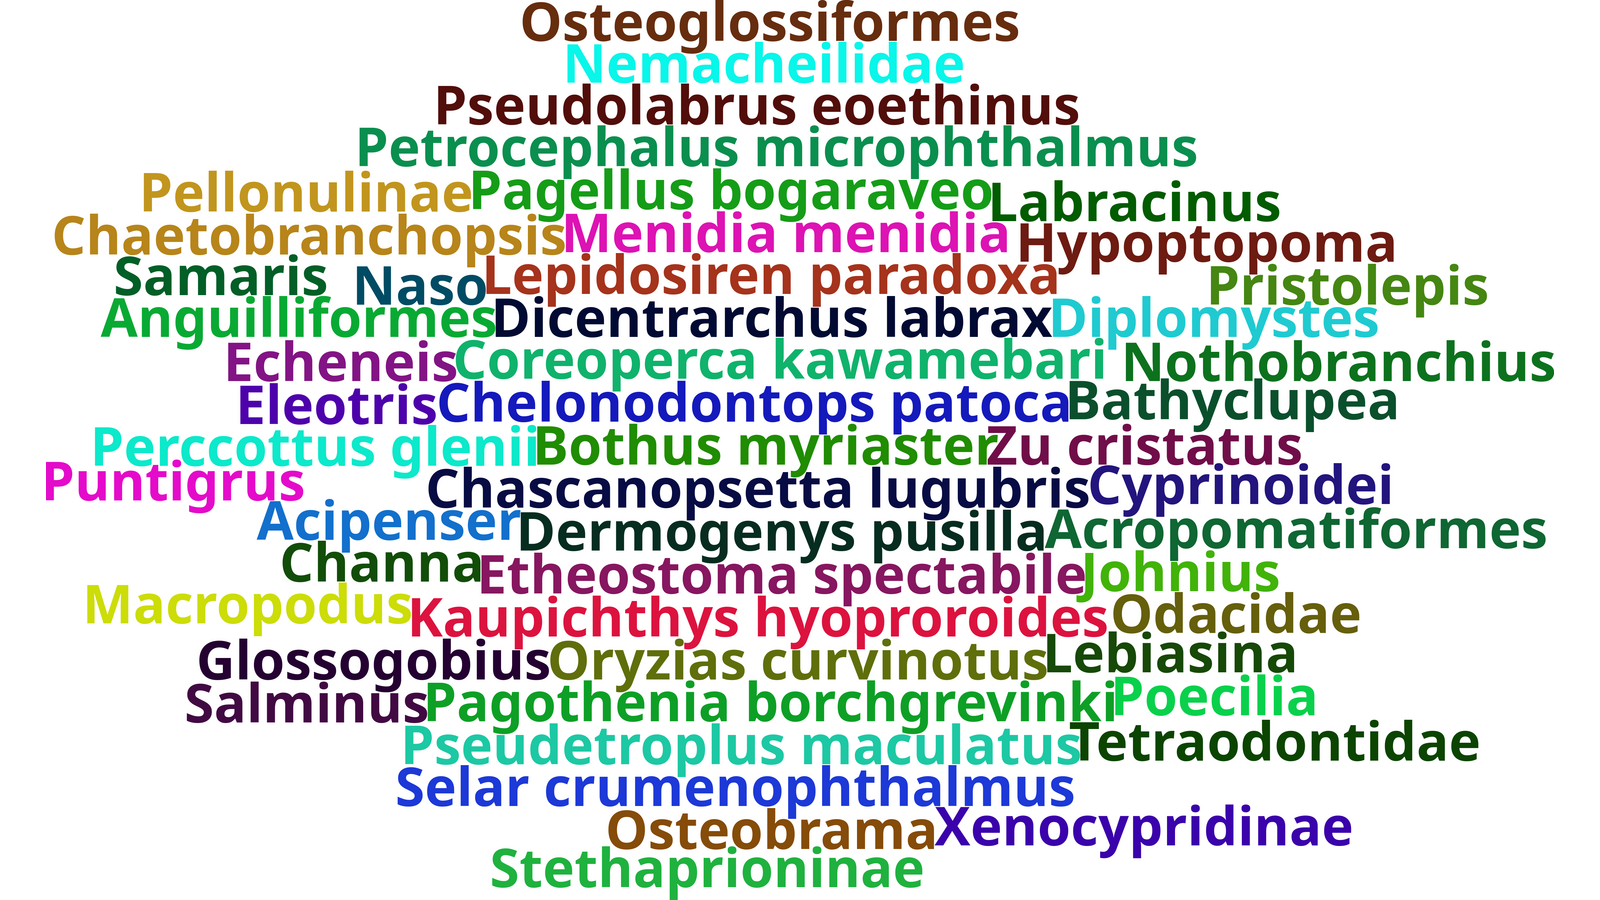 Osteoglossiformes
Nemacheilidae
Pseudolabrus eoethinus
Petrocephalus microphthalmus
Pellonulinae Pagellus bogaraveo Labracinus
Chaetobranchopsis Menidia menidia Hypoptopoma
Samaris Naso Lepidosiren paradoxa Pristolepis
Anguilliformes Dicentrarchus labrax Diplomystes
Echeneis Coreoperca kawamebari Nothobranchius
Eleotris Chelonodontops patoca Bathyclupea
Perccottus glenii Bothus myriaster Zu cristatus
Puntigrus Chascanopsetta lugubris Cyprinoidei
Acipenser Dermogenys pusilla Acropomatiformes
Channa Etheostoma spectabile Johnius
Macropodus Kaupichthys hyoproroides Odacidae
Glossogobius Oryzias curvinotus Lebiasina
Salminus Pagothenia borchgrevinki Poecilia
Pseudetroplus maculatus Tetraodontidae
Selar crumenophthalmus
Osteobrama Xenocypridinae
Stethaprioninae